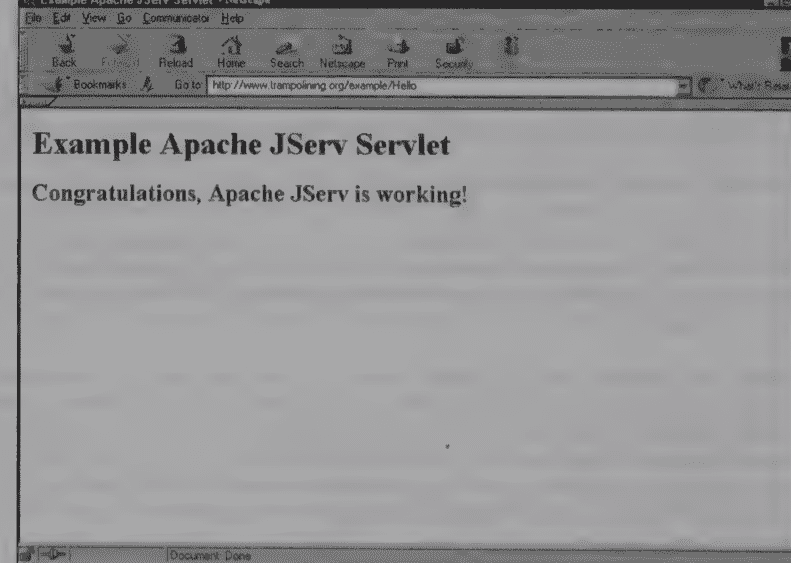 Example Apache JServ Servlet - Netscape
File Edit View Go Communicator Help
Back Forward Reload Home Search Netscape Print Security
Bookmarks Go to: http://www.trampolining.org/example/Hello What's Rela
Example Apache JServ Servlet
Congratulations, Apache JServ is working!
Document: Done